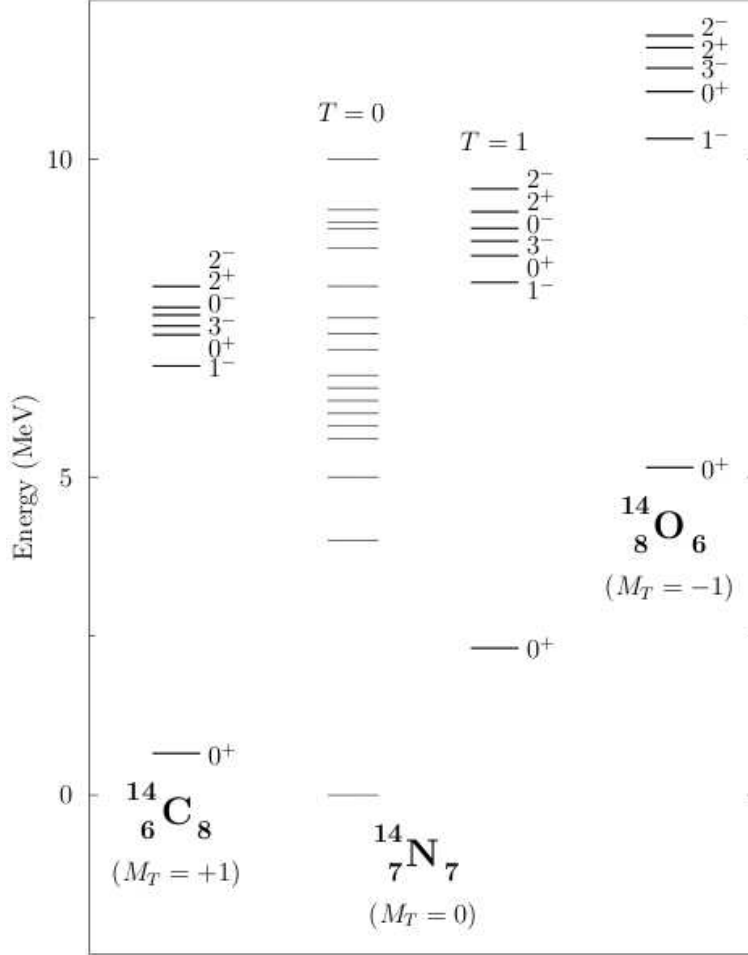 2⁻
2⁺
3⁻
0⁺
1⁻
T = 0
T = 1
10
2⁻
2⁺
0⁻
3⁻
0⁺
1⁻
2⁻
2⁺
0⁻
3⁻
0⁺
1⁻
Energy (MeV)
5
0⁺
¹⁴₈O₆
(M_T = −1)
0⁺
0⁺
0
¹⁴₆C₈
(M_T = +1)
¹⁴₇N₇
(M_T = 0)